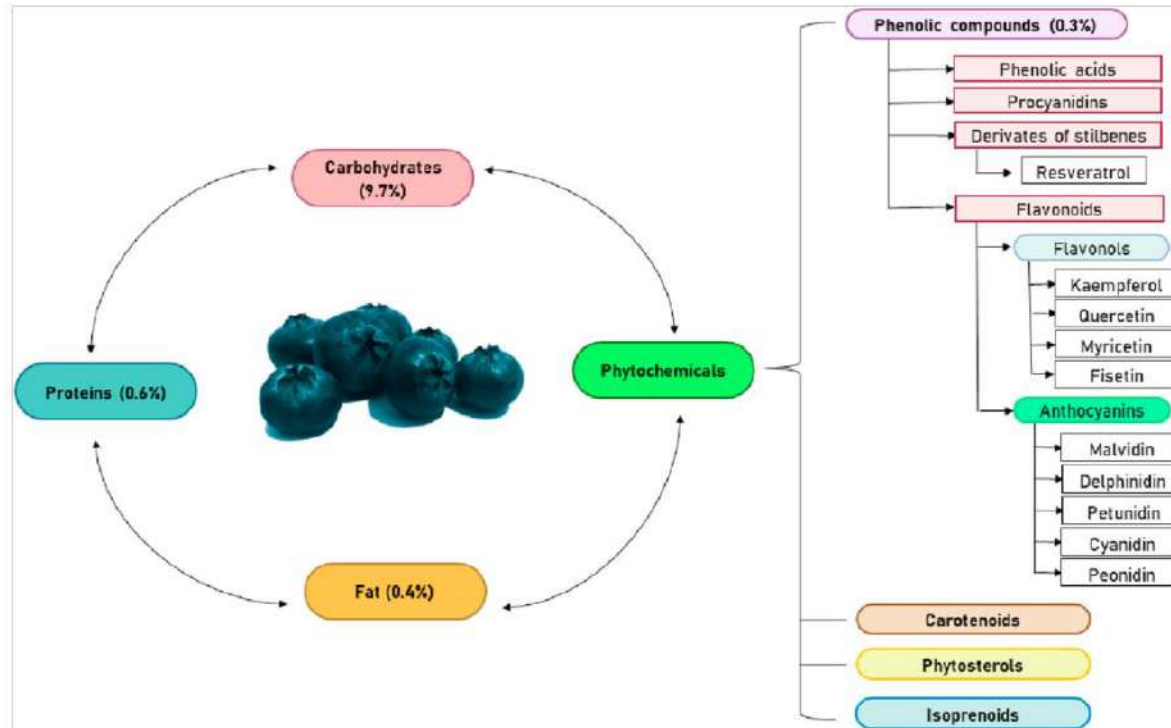 Phenolic compounds (0.3%)
Phenolic acids
Procyanidins
Derivates of stilbenes
Resveratrol
Flavonoids
Flavonols
Kaempferol
Quercetin
Myricetin
Fisetin
Anthocyanins
Malvidin
Delphinidin
Petunidin
Cyanidin
Peonidin
Carbohydrates
(9.7%)
Proteins (0.6%)
Phytochemicals
Fat (0.4%)
Carotenoids
Phytosterols
Isoprenoids